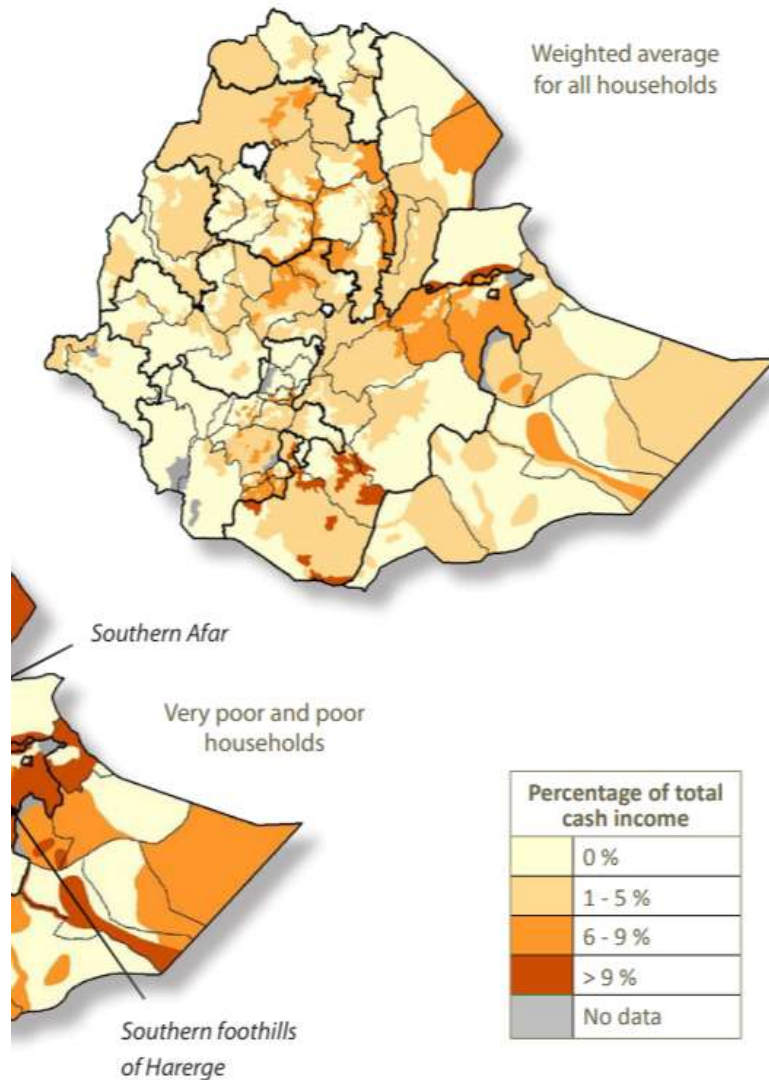 Weighted average
for all households
Southern Afar
Very poor and poor
households
Percentage of total
cash income
0 %
1 - 5 %
6 - 9 %
> 9 %
No data
Southern foothills
of Harerge